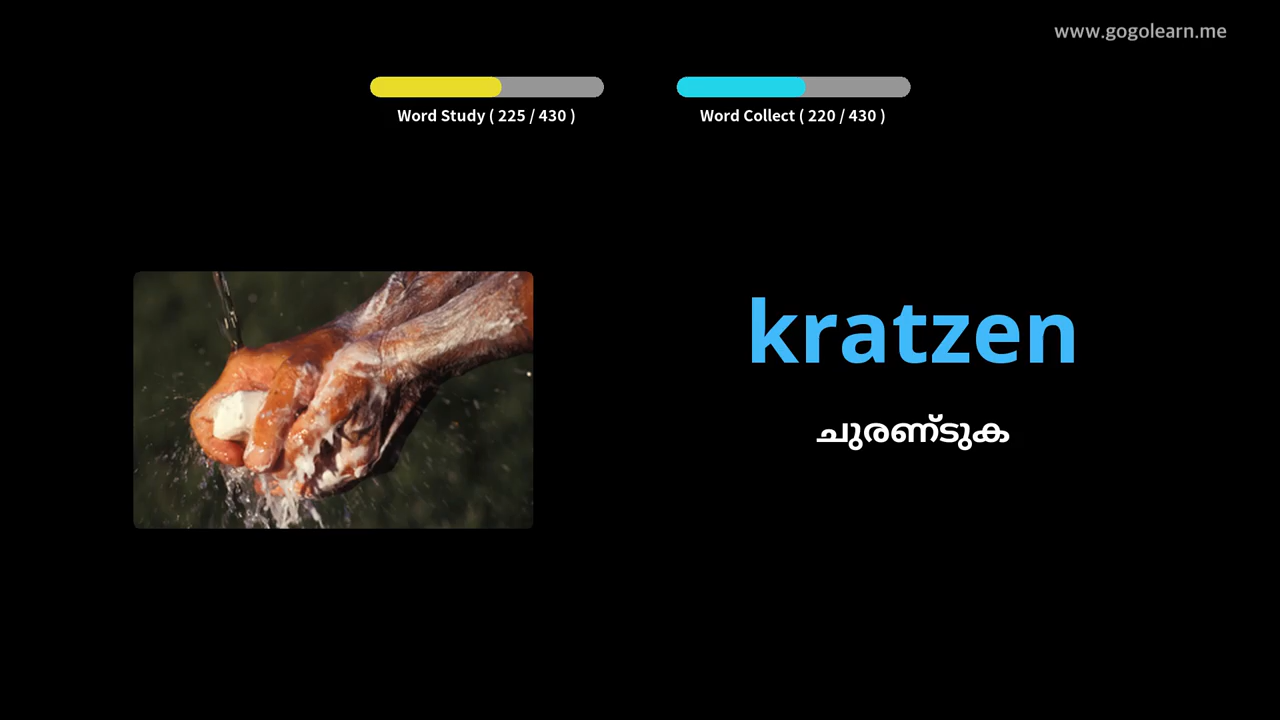 www.gogolearn.me
Word Study ( 225 / 430 )
Word Collect ( 220 / 430 )
kratzen
ചുരണ്ടുക